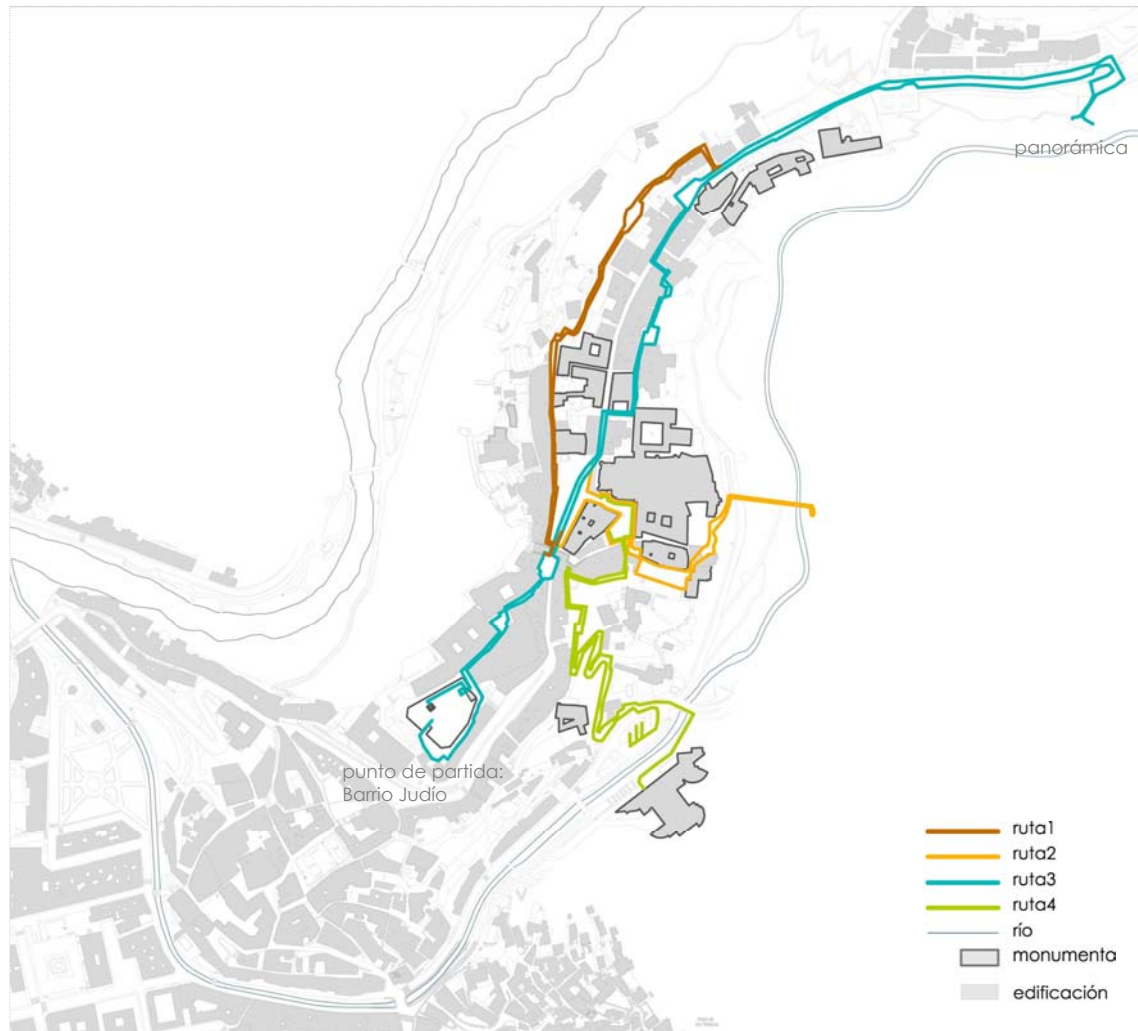 panorámica
punto de partida:
Barrio Judío
ruta1
ruta2
ruta3
ruta4
río
monumenta
edificación